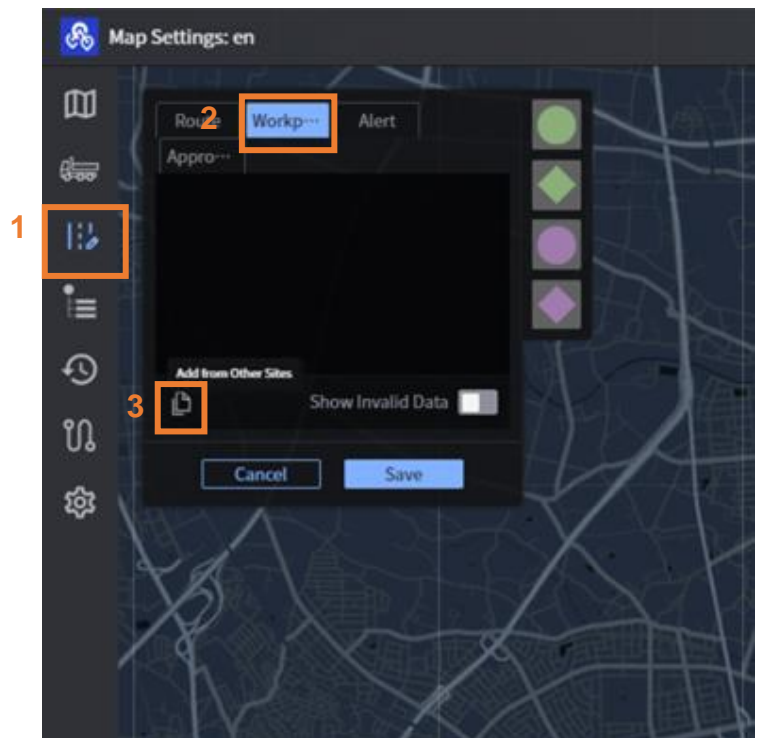 Map Settings: en
2
Route Workp... Alert
Appro...
1
Add from Other Sites
3
Show Invalid Data
Cancel Save